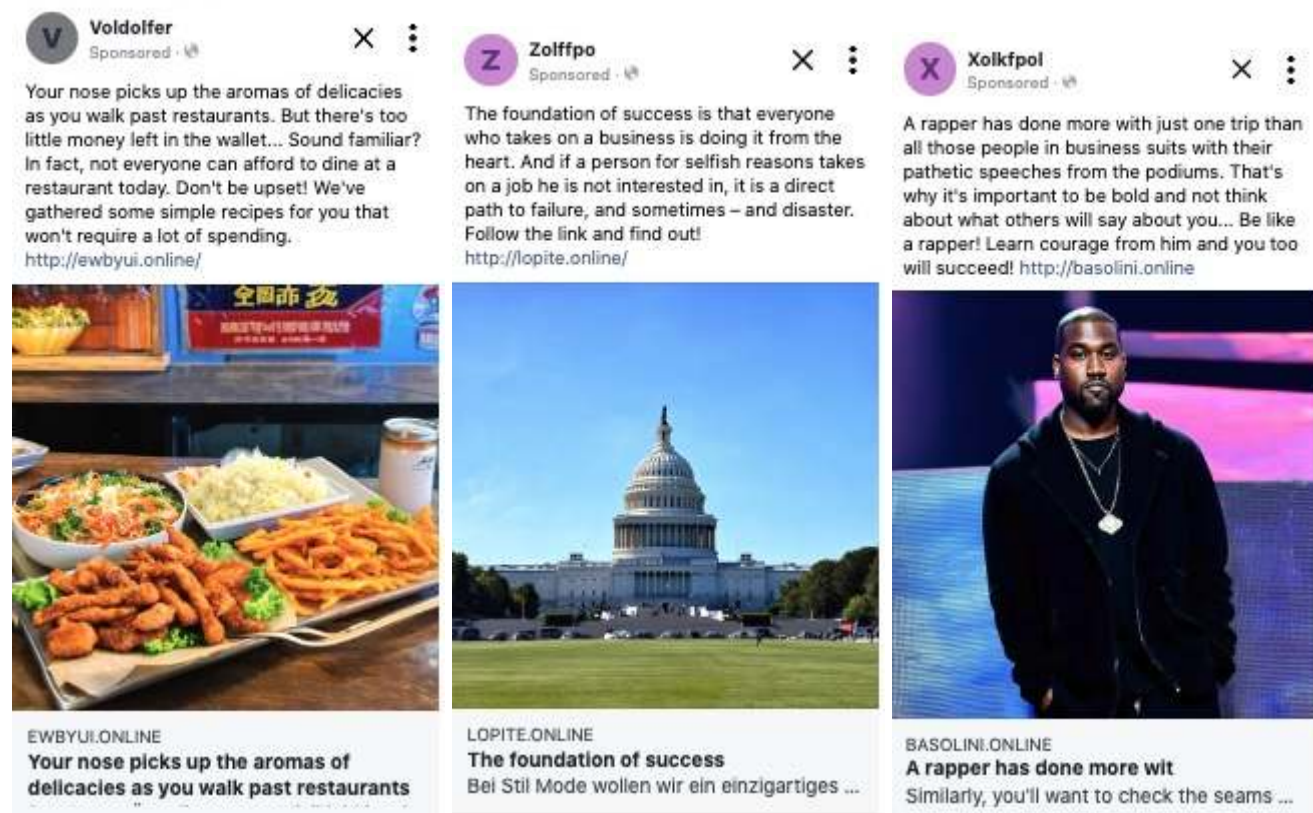 Voldolfer
Sponsored ·
Your nose picks up the aromas of delicacies
as you walk past restaurants. But there's too
little money left in the wallet... Sound familiar?
In fact, not everyone can afford to dine at a
restaurant today. Don't be upset! We've
gathered some simple recipes for you that
won't require a lot of spending.
http://ewbyui.online/
EWBYUI.ONLINE
Your nose picks up the aromas of
delicacies as you walk past restaurants
Zolffpo
Sponsored ·
The foundation of success is that everyone
who takes on a business is doing it from the
heart. And if a person for selfish reasons takes
on a job he is not interested in, it is a direct
path to failure, and sometimes – and disaster.
Follow the link and find out!
http://lopite.online/
LOPITE.ONLINE
The foundation of success
Bei Stil Mode wollen wir ein einzigartiges ...
Xolkfpol
Sponsored ·
A rapper has done more with just one trip than
all those people in business suits with their
pathetic speeches from the podiums. That's
why it's important to be bold and not think
about what others will say about you... Be like
a rapper! Learn courage from him and you too
will succeed! http://basolini.online
BASOLINI.ONLINE
A rapper has done more wit
Similarly, you'll want to check the seams ...